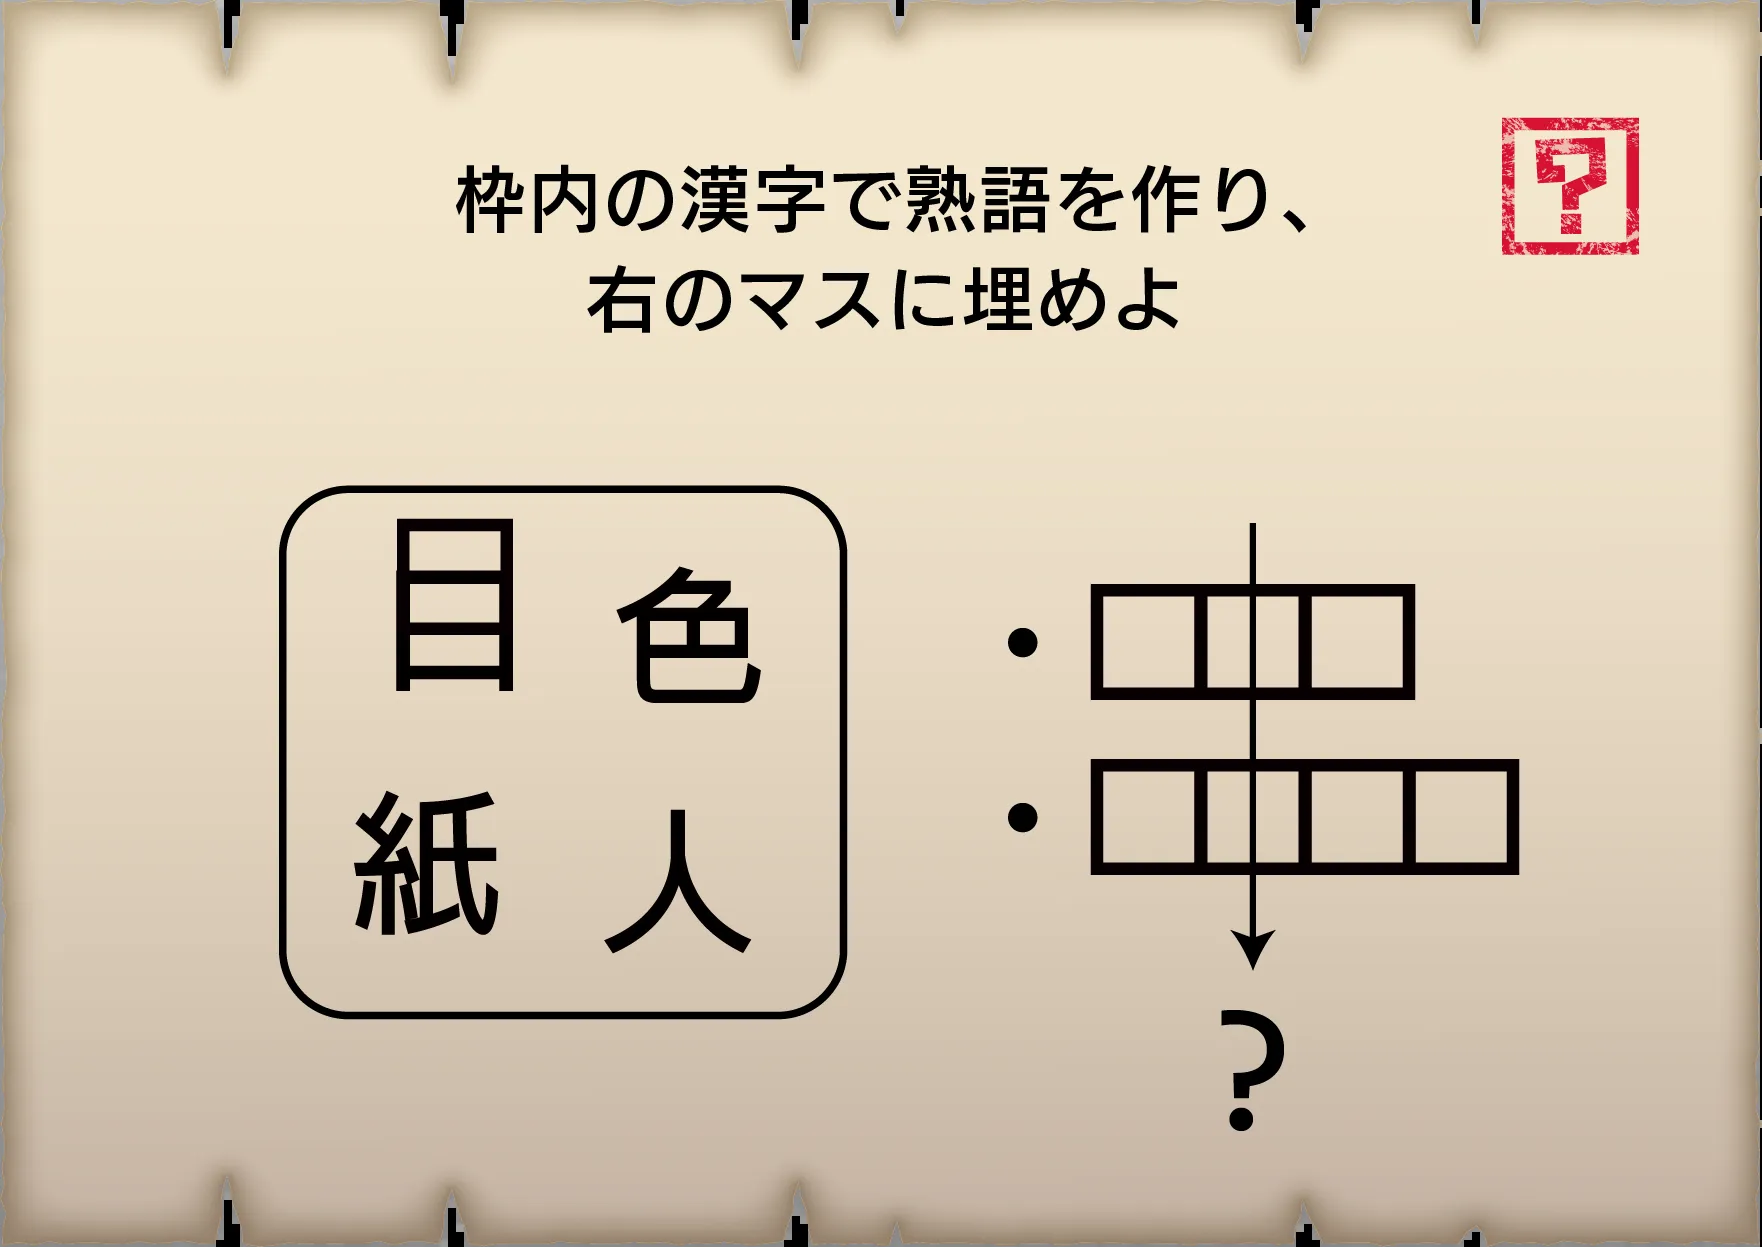 枠内の漢字で熟語を作り、
右のマスに埋めよ
?
目 色
紙 人
・
・
?